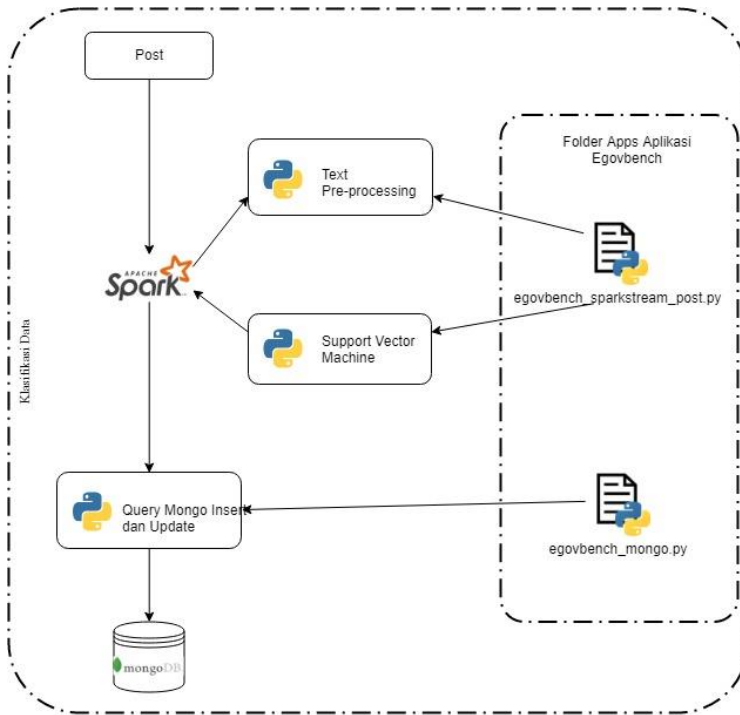 Post
Folder Apps Aplikasi
Egovbench
Text
Pre-processing
egovbench_sparkstream_post.py
APACHE
Spark
Support Vector
Machine
Klasifikasi Data
Query Mongo Insert
dan Update
egovbench_mongo.py
mongoDB